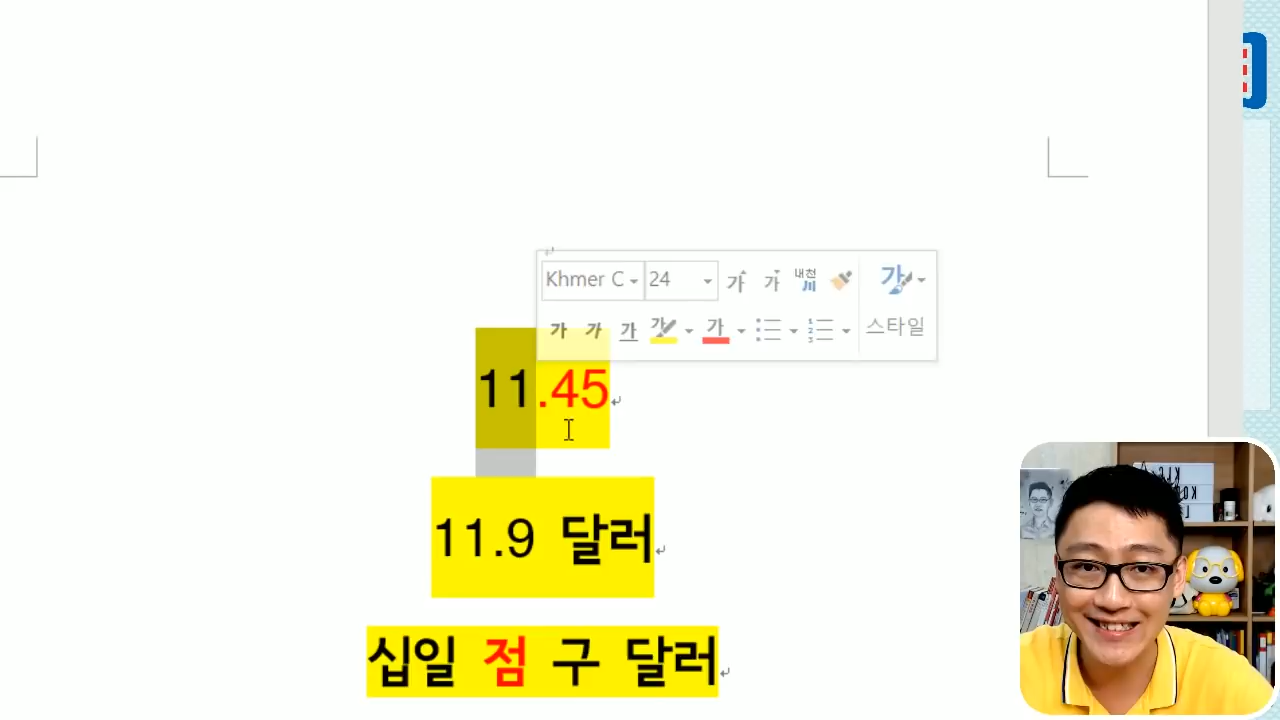 Khmer C 24 가 가 내천 川 가
가 가 가 가 가 스타일
11.45
11.9 달러
십일 점 구 달러